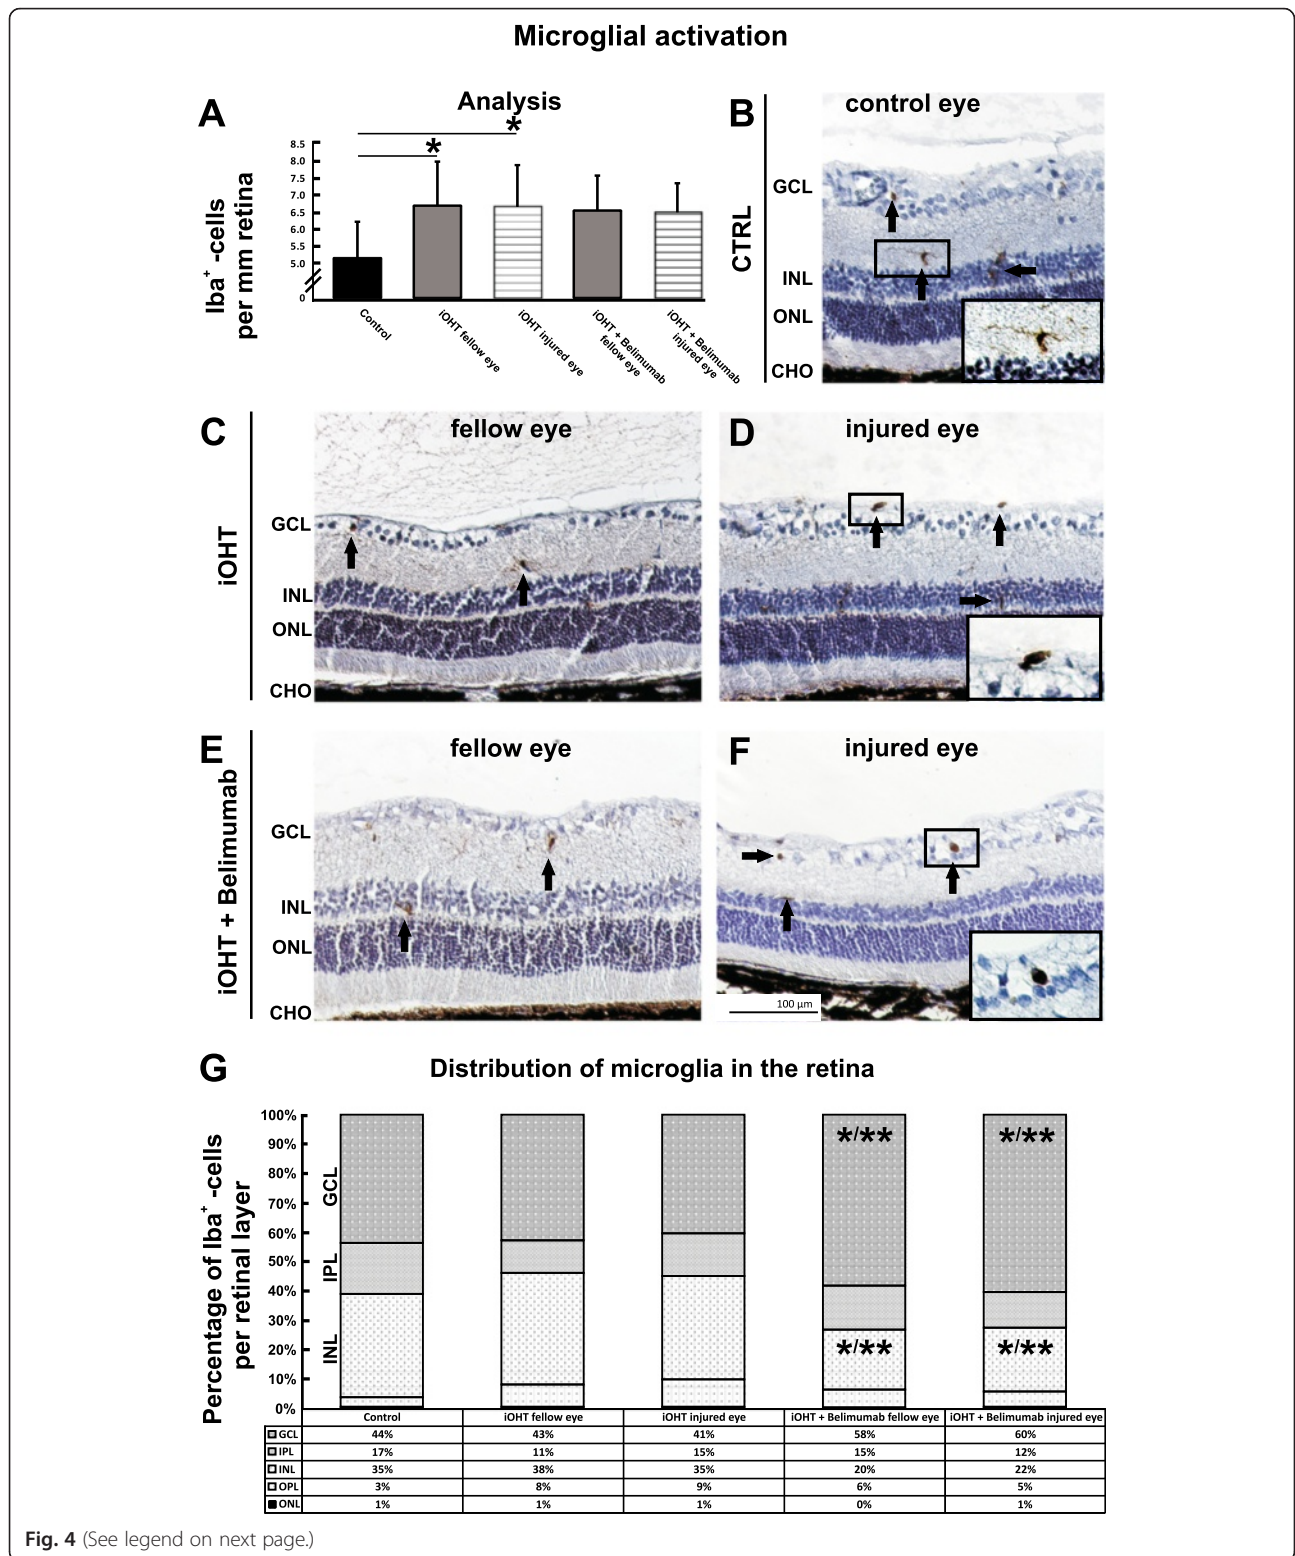 Microglial activation
A
Analysis
Iba+ -cells
per mm retina
8.5
8.0
7.5
7.0
6.5
6.0
5.5
5.0
0
*
*
Control
iOHT fellow eye
iOHT injured eye
iOHT + Belimumab
fellow eye
iOHT + Belimumab
injured eye
B
control eye
CTRL
GCL
INL
ONL
CHO
C
fellow eye
iOHT
GCL
INL
ONL
CHO
D
injured eye
E
fellow eye
iOHT + Belimumab
GCL
INL
ONL
CHO
F
injured eye
100 µm
G
Distribution of microglia in the retina
Percentage of Iba+ -cells
per retinal layer
100%
90%
80%
70%
60%
50%
40%
30%
20%
10%
0%
GCL
IPL
INL
*/**
*/**
*/**
*/**
Control iOHT fellow eye iOHT injured eye iOHT + Belimumab fellow eye iOHT + Belimumab injured eye
GCL 44% 43% 41% 58% 60%
IPL 17% 11% 15% 15% 12%
INL 35% 38% 35% 20% 22%
OPL 3% 8% 9% 6% 5%
ONL 1% 1% 1% 0% 1%
Fig. 4 (See legend on next page.)